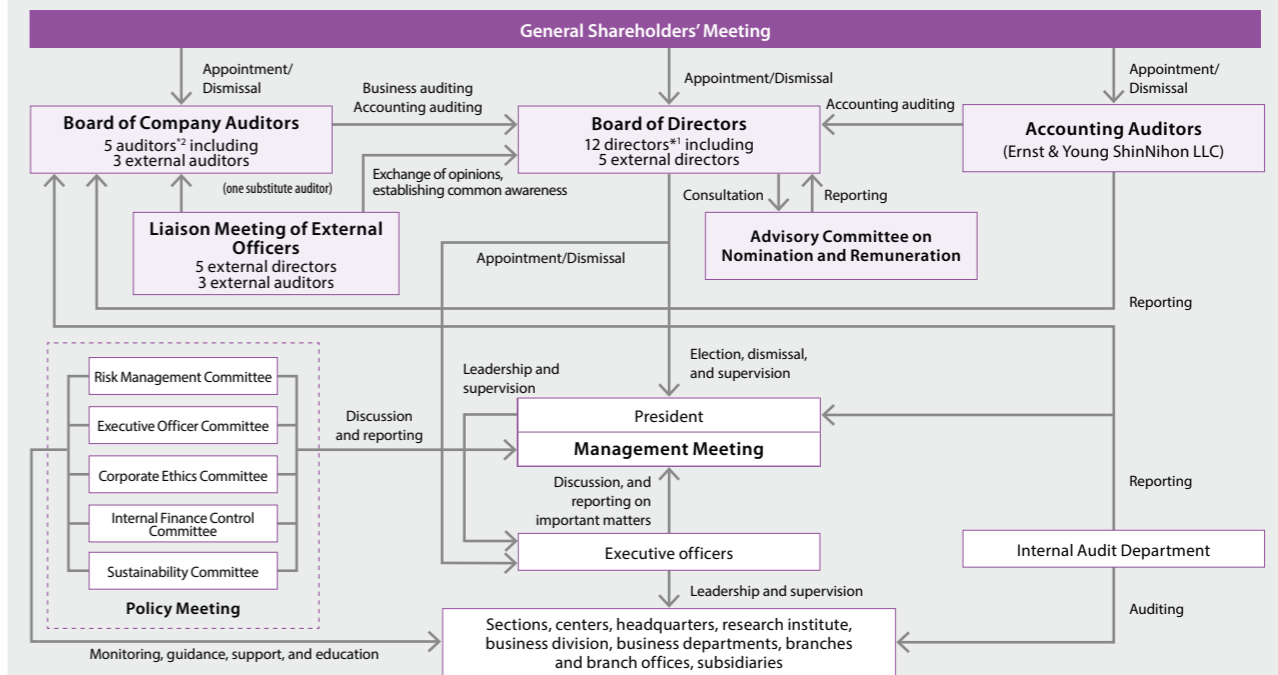 General Shareholders' Meeting
Appointment/
Dismissal
Business auditing
Accounting auditing
Appointment/Dismissal
Accounting auditing
Appointment/
Dismissal
Board of Company Auditors
5 auditors*2 including
3 external auditors
(one substitute auditor)
Board of Directors
12 directors*1 including
5 external directors
Accounting Auditors
(Ernst & Young ShinNihon LLC)
Exchange of opinions,
establishing common awareness
Consultation
Reporting
Liaison Meeting of External
Officers
5 external directors
3 external auditors
Advisory Committee on
Nomination and Remuneration
Appointment/Dismissal
Reporting
Risk Management Committee
Executive Officer Committee
Corporate Ethics Committee
Internal Finance Control
Committee
Sustainability Committee
Policy Meeting
Discussion
and reporting
Leadership and
supervision
Election, dismissal,
and supervision
President
Management Meeting
Discussion, and
reporting on
important matters
Reporting
Executive officers
Internal Audit Department
Leadership and supervision
Auditing
Monitoring, guidance, support, and education
Sections, centers, headquarters, research institute,
business division, business departments, branches
and branch offices, subsidiaries